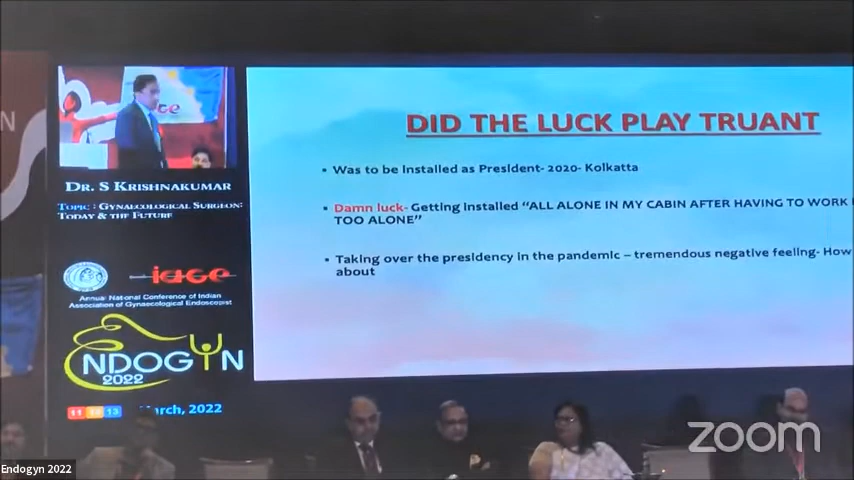 N
ge
Dr. S Krishnakumar
Topic : Gynaecological Surgeon:
Today & the Future
iage
Annual National Conference of Indian
Association of Gynaecological Endoscopist
ENDOGYN
2022
11 12 13 March, 2022
DID THE LUCK PLAY TRUANT
▪ Was to be Installed as President- 2020- Kolkatta
▪ Damn luck- Getting installed “ALL ALONE IN MY CABIN AFTER HAVING TO WORK
TOO ALONE”
▪ Taking over the presidency in the pandemic – tremendous negative feeling- How
about
zoom
Endogyn 2022